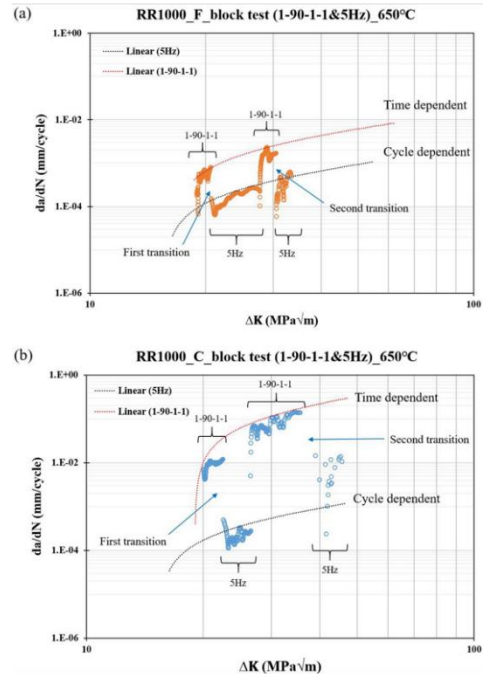 (a)
RR1000_F_block test (1-90-1-1&5Hz)_650°C
1.E+00
Linear (5Hz)
Linear (1-90-1-1)
1-90-1-1
1-90-1-1
Time dependent
1.E-02
da/dN (mm/cycle)
Cycle dependent
1.E-04
Second transition
First transition
5Hz
5Hz
1.E-06
10
100
ΔK (MPa√m)
(b)
RR1000_C_block test (1-90-1-1&5Hz)_650°C
1.E+00
Linear (5Hz)
Linear (1-90-1-1)
1-90-1-1
1-90-1-1
Time dependent
Second transition
1.E-02
da/dN (mm/cycle)
Cycle dependent
First transition
1.E-04
5Hz
5Hz
1.E-06
10
100
ΔK (MPa√m)